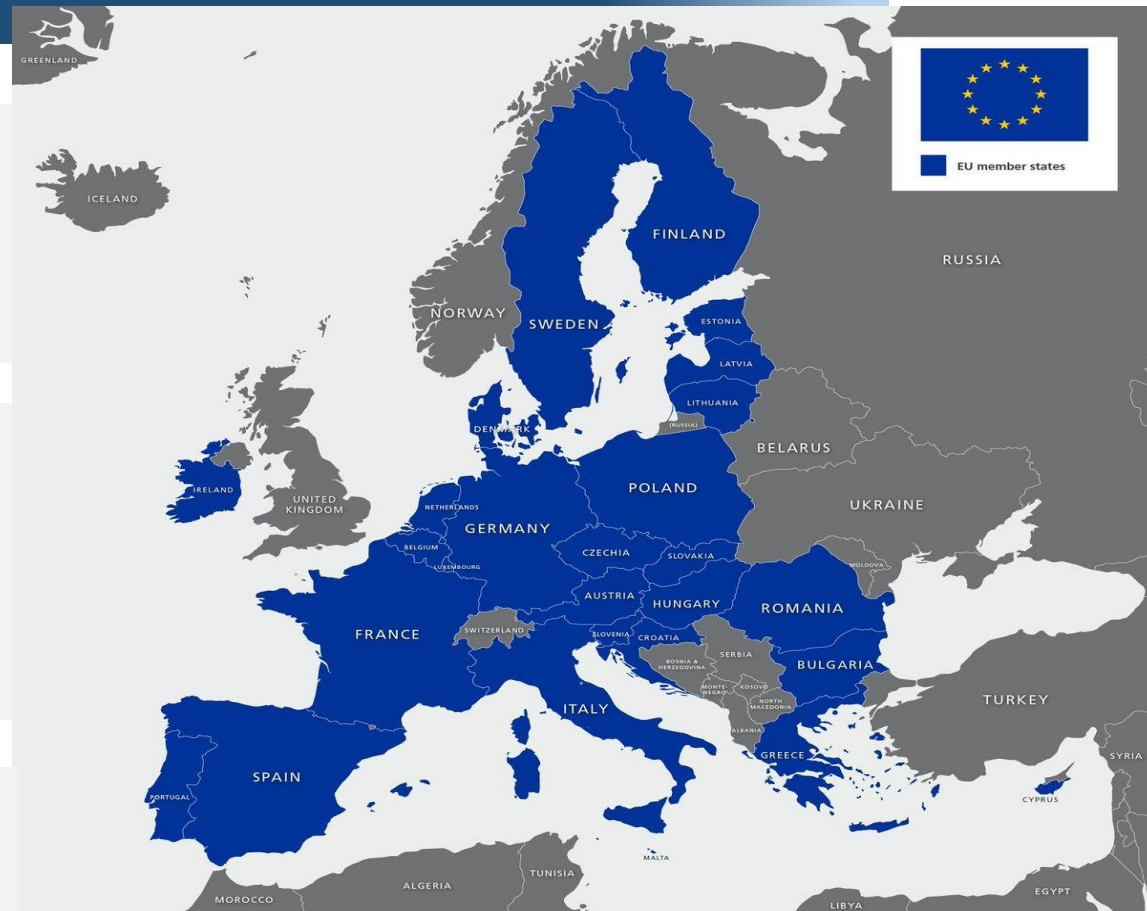 GREENLAND
EU member states
ICELAND
FINLAND
RUSSIA
NORWAY
SWEDEN
ESTONIA
LATVIA
LITHUANIA
(RUSSIA)
DENMARK
BELARUS
IRELAND
UNITED
KINGDOM
POLAND
UKRAINE
NETHERLANDS
GERMANY
BELGIUM
LUXEMBOURG
CZECHIA
SLOVAKIA
MOLDOVA
AUSTRIA
HUNGARY
ROMANIA
FRANCE
SWITZERLAND
SLOVENIA
CROATIA
SERBIA
BOSNIA &
HERZEGOVINA
BULGARIA
MONTE-
NEGRO
KOSOVO
NORTH
MACEDONIA
ITALY
TURKEY
ALBANIA
GREECE
SYRIA
SPAIN
PORTUGAL
CYPRUS
MALTA
TUNISIA
ALGERIA
MOROCCO
LIBYA
EGYPT